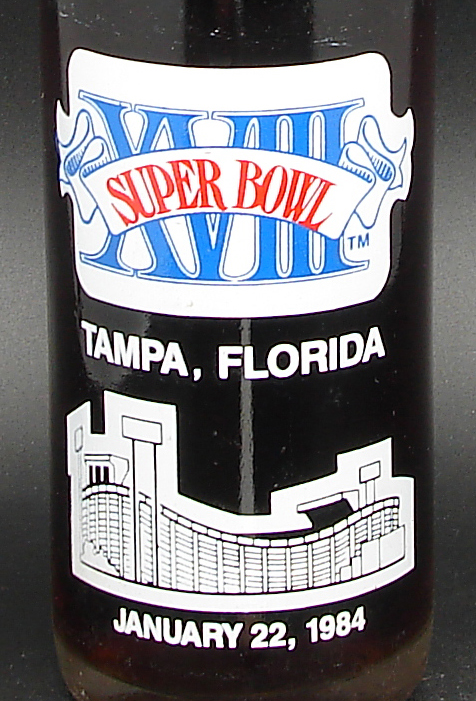 XVIII
SUPER BOWL
TM
TAMPA, FLORIDA
JANUARY 22, 1984